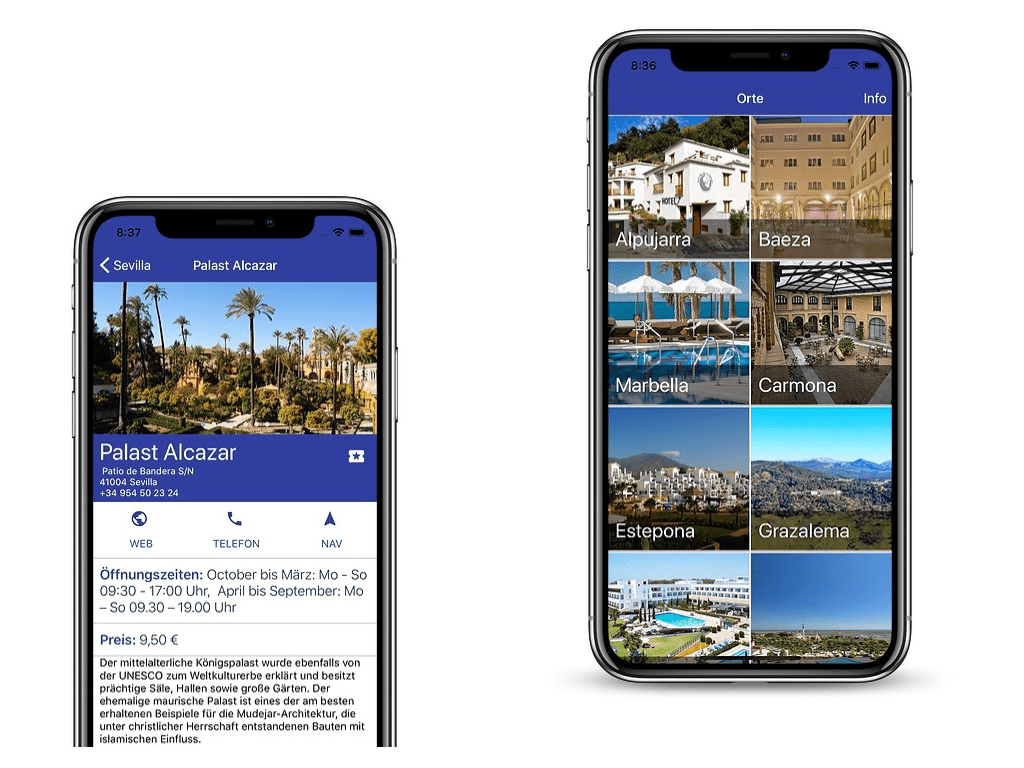 8:37
Sevilla
Palast Alcazar
Palast Alcazar
Patio de Bandera S/N
41004 Sevilla
+34 954 50 23 24
WEB TELEFON NAV
Öffnungszeiten: October bis März: Mo - So
09:30 - 17:00 Uhr, April bis September: Mo
– So 09.30 – 19.00 Uhr
Preis: 9,50 €
Der mittelalterliche Königspalast wurde ebenfalls von
der UNESCO zum Weltkulturerbe erklärt und besitzt
prächtige Säle, Hallen sowie große Gärten. Der
ehemalige maurische Palast ist eines der am besten
erhaltenen Beispiele für die Mudejar-Architektur, die
unter christlicher Herrschaft entstandenen Bauten mit
islamischen Einfluss.
8:36
Orte Info
HOTEL
Alpujarra Baeza
Marbella Carmona
Estepona Grazalema